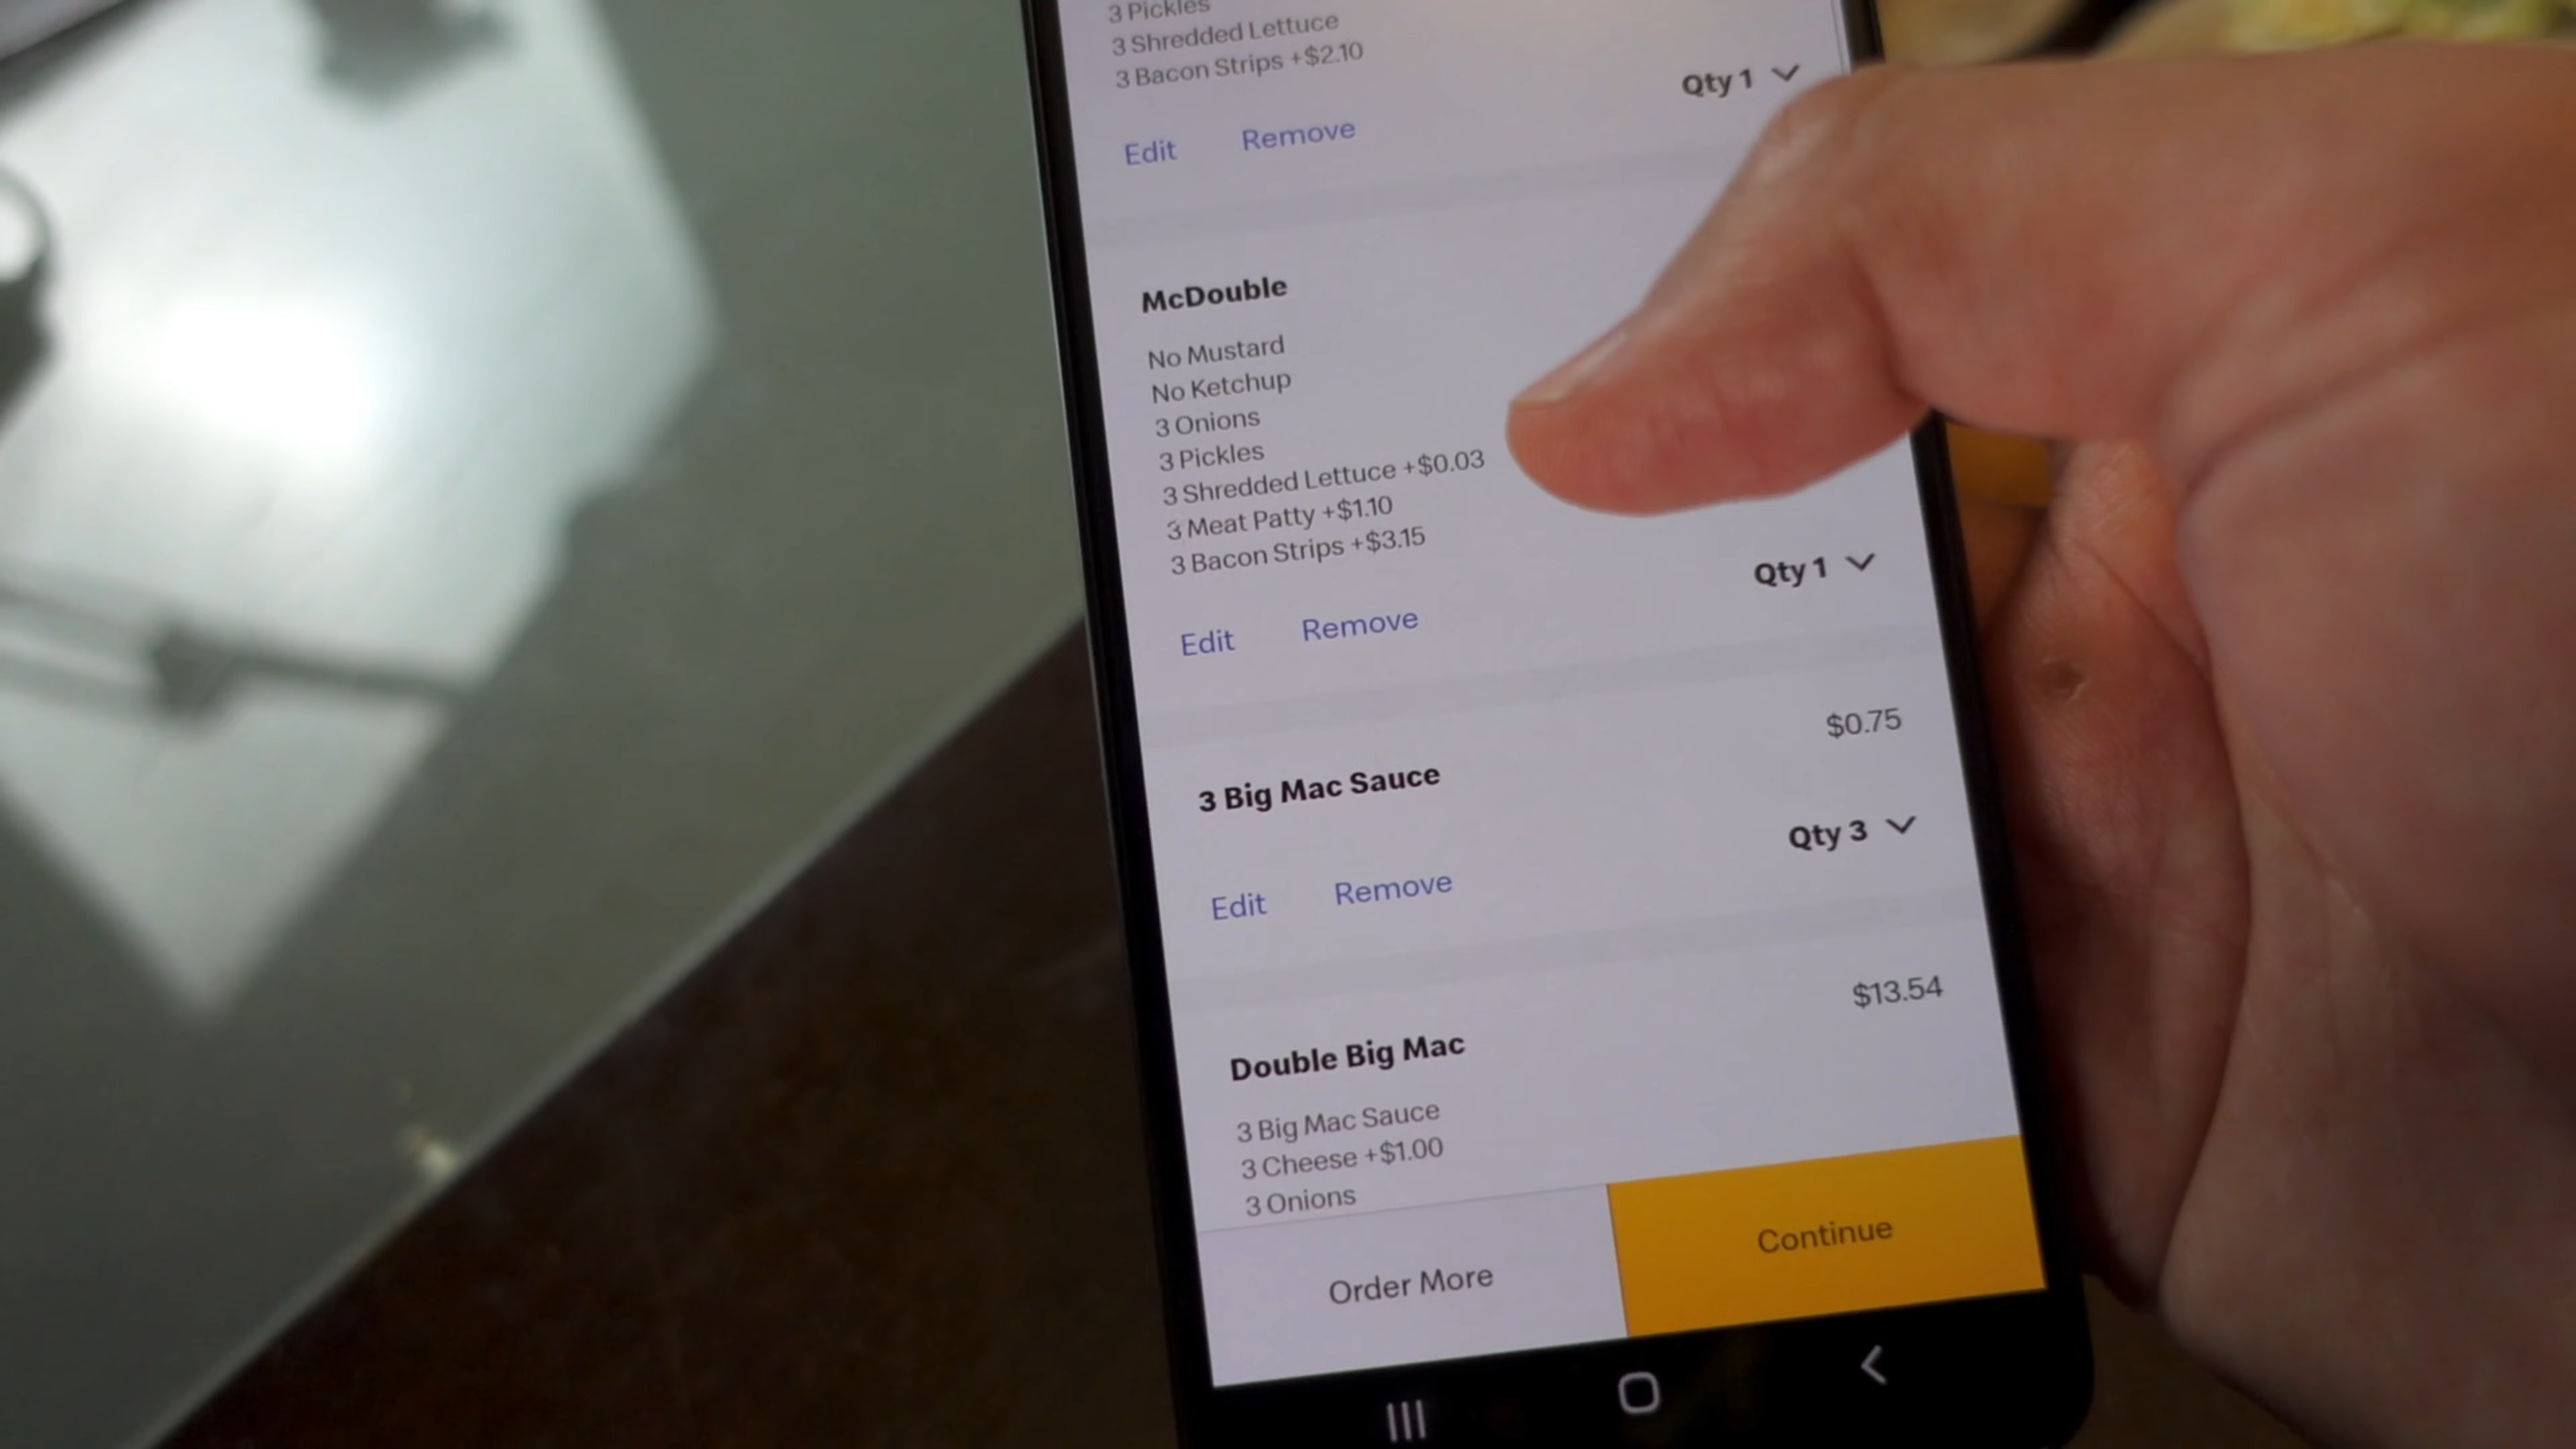 3 Pickles
3 Shredded Lettuce
3 Bacon Strips +$2.10
Qty 1
Edit Remove
McDouble
No Mustard
No Ketchup
3 Onions
3 Pickles
3 Shredded Lettuce +$0.03
3 Meat Patty +$1.10
3 Bacon Strips +$3.15
Qty 1
Edit Remove
$0.75
3 Big Mac Sauce
Qty 3
Edit Remove
$13.54
Double Big Mac
3 Big Mac Sauce
3 Cheese +$1.00
3 Onions
Order More Continue